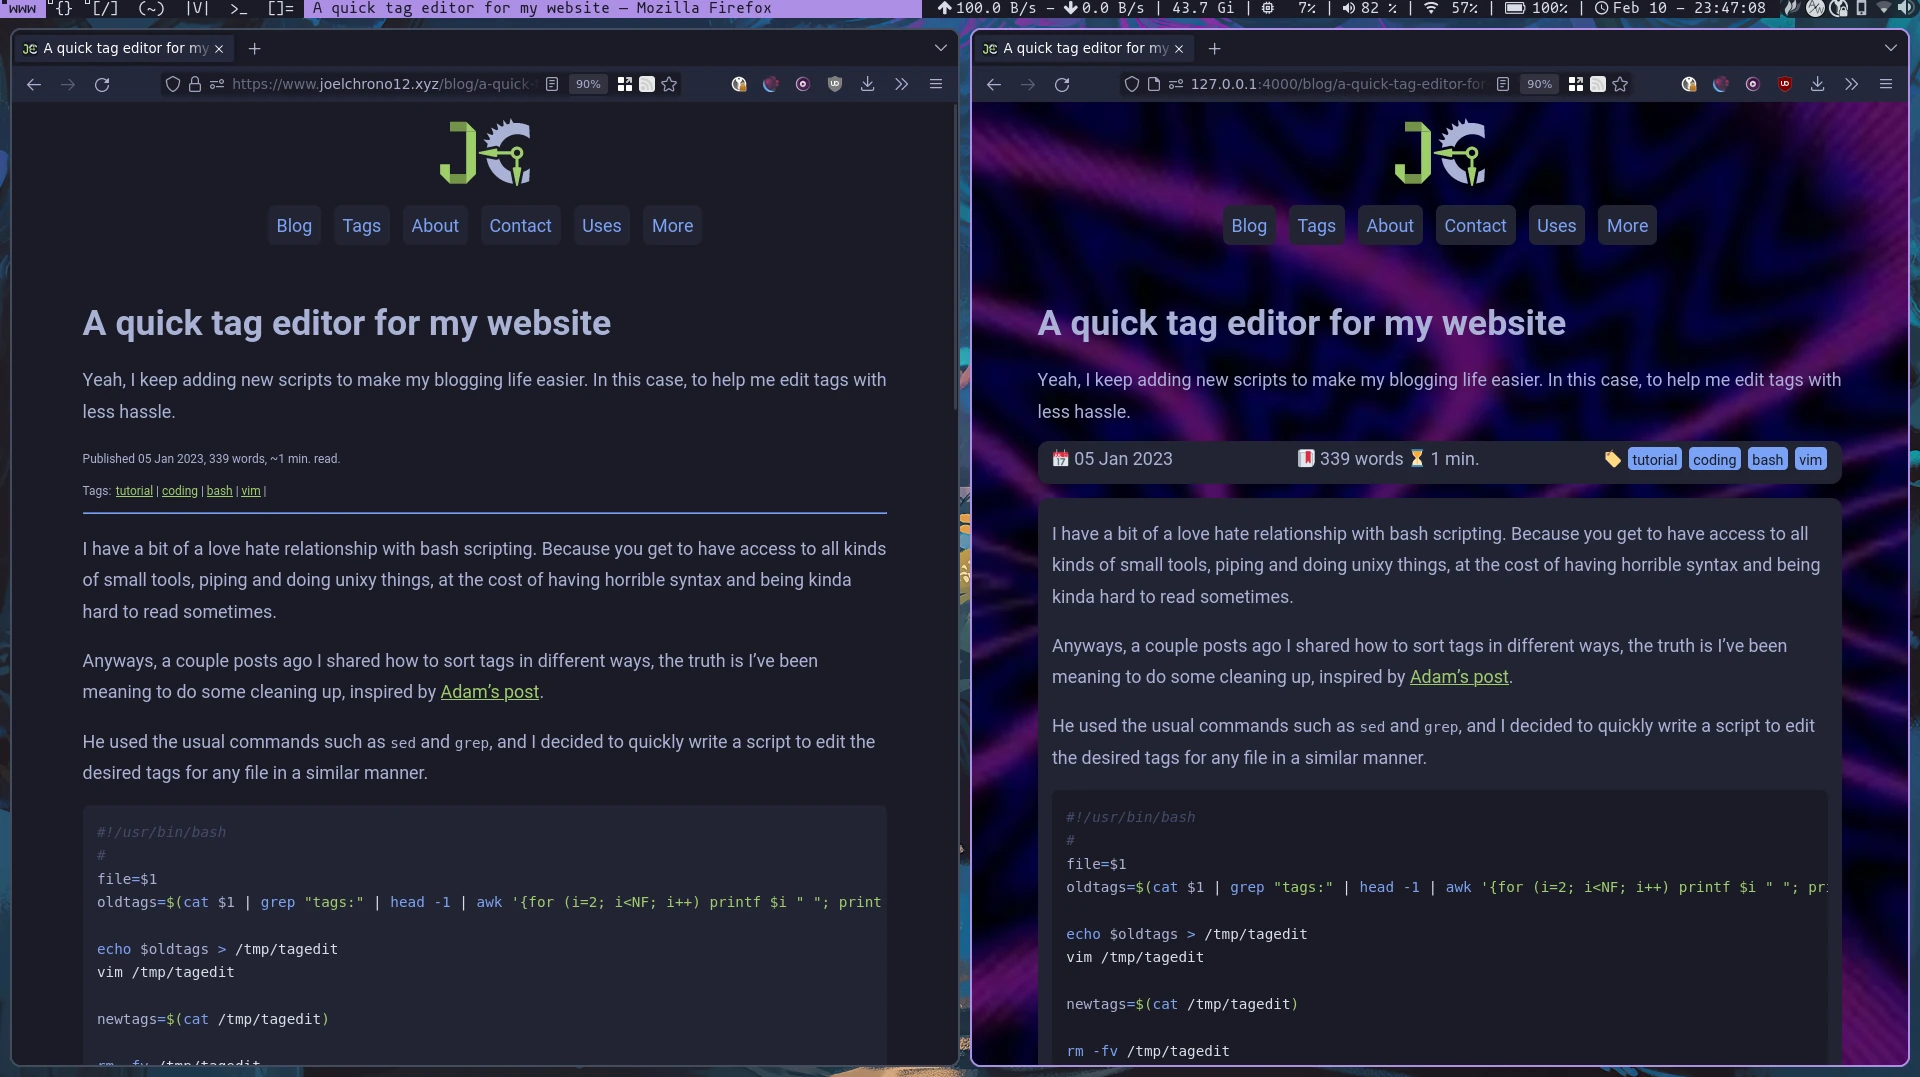 www "{} "[/] (~) |V| >_ []= A quick tag editor for my website — Mozilla Firefox 100.0 B/s - 0.0 B/s | 43.7 Gi | 7% | 82 % | 57% | 100% | Feb 10 - 23:47:08
JC A quick tag editor for my
https://www.joelchrono12.xyz/blog/a-quick- 90%
JC
Blog Tags About Contact Uses More
A quick tag editor for my website
Yeah, I keep adding new scripts to make my blogging life easier. In this case, to help me edit tags with
less hassle.
Published 05 Jan 2023, 339 words, ~1 min. read.
Tags: tutorial | coding | bash | vim |
I have a bit of a love hate relationship with bash scripting. Because you get to have access to all kinds
of small tools, piping and doing unixy things, at the cost of having horrible syntax and being kinda
hard to read sometimes.
Anyways, a couple posts ago I shared how to sort tags in different ways, the truth is I’ve been
meaning to do some cleaning up, inspired by Adam’s post.
He used the usual commands such as sed and grep, and I decided to quickly write a script to edit the
desired tags for any file in a similar manner.
#!/usr/bin/bash
#
file=$1
oldtags=$(cat $1 | grep "tags:" | head -1 | awk '{for (i=2; i<NF; i++) printf $i " "; print
echo $oldtags > /tmp/tagedit
vim /tmp/tagedit
newtags=$(cat /tmp/tagedit)
rm -fv /tmp/tagedit
JC A quick tag editor for my
127.0.0.1:4000/blog/a-quick-tag-editor-for 90%
JC
Blog Tags About Contact Uses More
A quick tag editor for my website
Yeah, I keep adding new scripts to make my blogging life easier. In this case, to help me edit tags with
less hassle.
05 Jan 2023 339 words 1 min. tutorial coding bash vim
I have a bit of a love hate relationship with bash scripting. Because you get to have access to all
kinds of small tools, piping and doing unixy things, at the cost of having horrible syntax and being
kinda hard to read sometimes.
Anyways, a couple posts ago I shared how to sort tags in different ways, the truth is I’ve been
meaning to do some cleaning up, inspired by Adam’s post.
He used the usual commands such as sed and grep, and I decided to quickly write a script to edit
the desired tags for any file in a similar manner.
#!/usr/bin/bash
#
file=$1
oldtags=$(cat $1 | grep "tags:" | head -1 | awk '{for (i=2; i<NF; i++) printf $i " "; pri
echo $oldtags > /tmp/tagedit
vim /tmp/tagedit
newtags=$(cat /tmp/tagedit)
rm -fv /tmp/tagedit